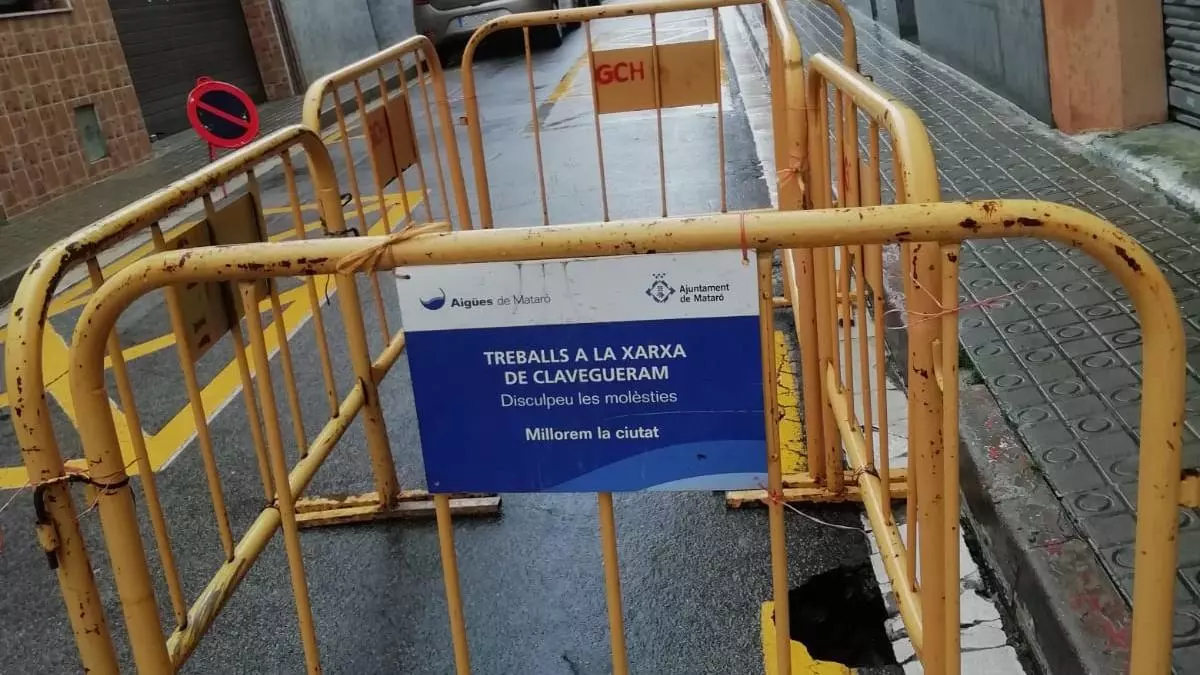 GCH
Aigües de Mataró
Ajuntament
de Mataró
TREBALLS A LA XARXA
DE CLAVEGUERAM
Disculpeu les molèsties
Millorem la ciutat